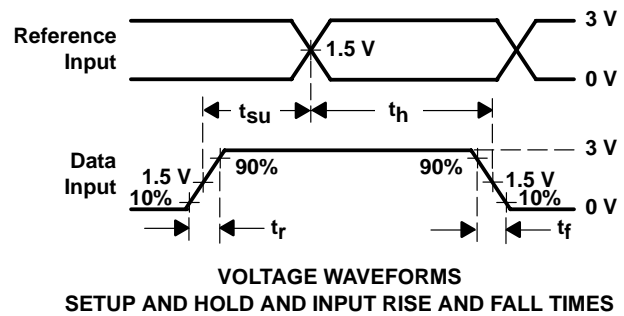 Reference
Input
3 V
1.5 V
0 V
tsu
th
Data
Input
3 V
1.5 V
10%
90%
90%
1.5 V
10%
0 V
tr
tf
VOLTAGE WAVEFORMS
SETUP AND HOLD AND INPUT RISE AND FALL TIMES